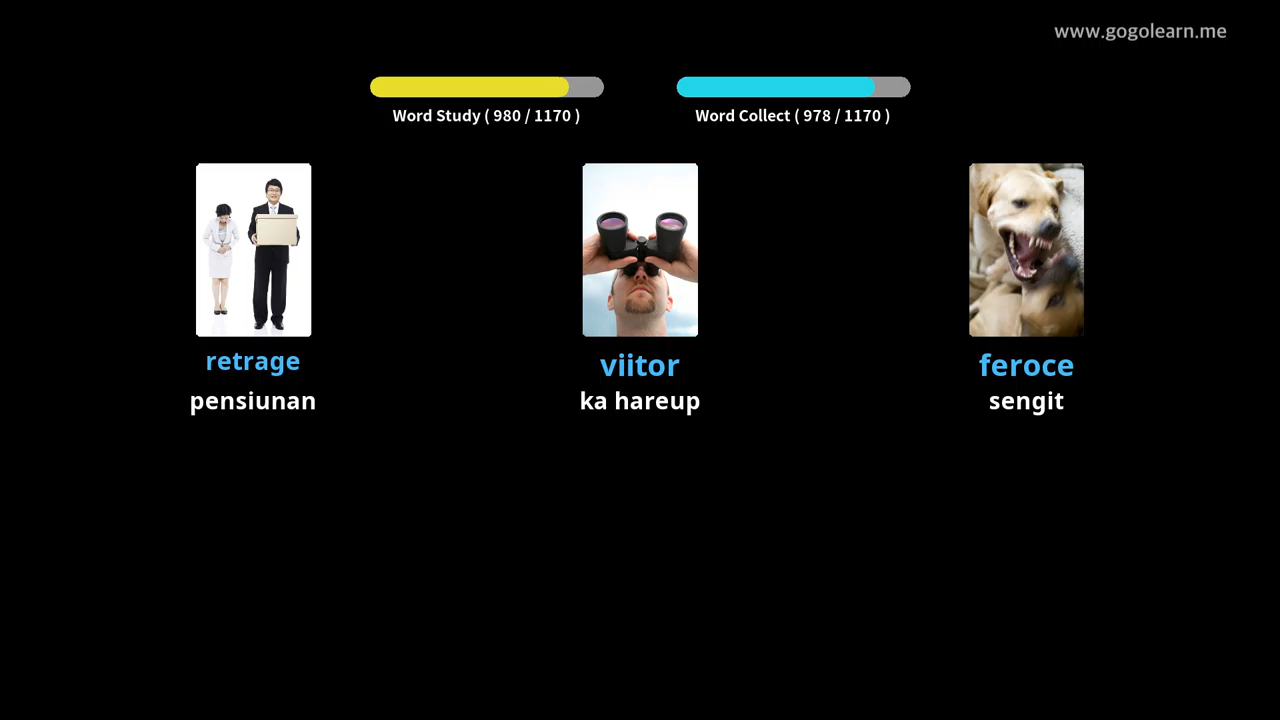 www.gogolearn.me
Word Study ( 980 / 1170 )
Word Collect ( 978 / 1170 )
retrage
pensiunan
viitor
ka hareup
feroce
sengit